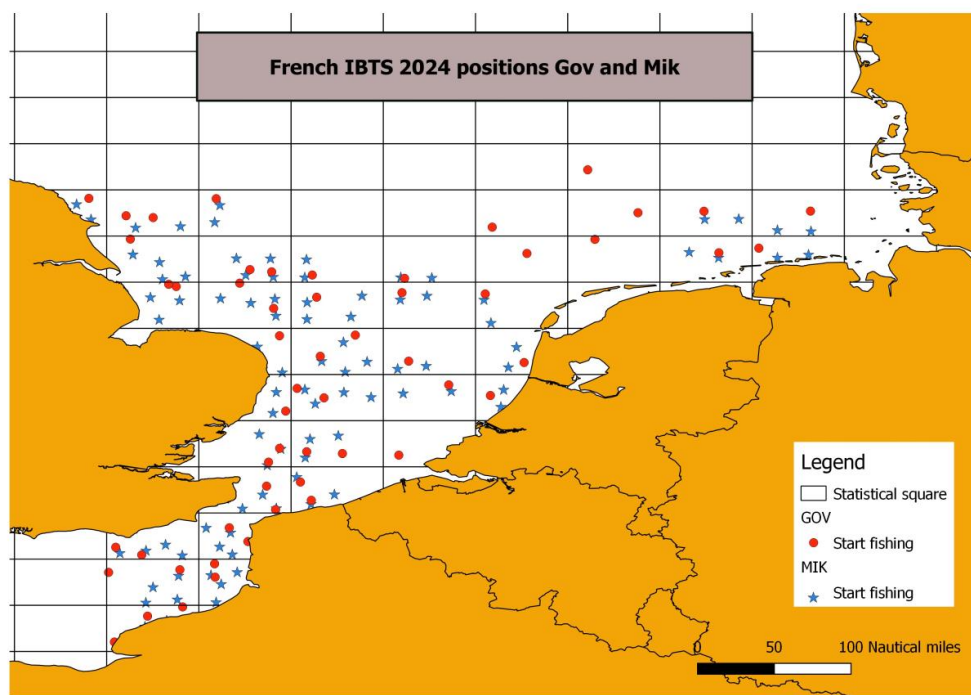 French IBTS 2024 positions Gov and Mik
Legend
Statistical square
GOV
Start fishing
MIK
Start fishing
0 50 100 Nautical miles